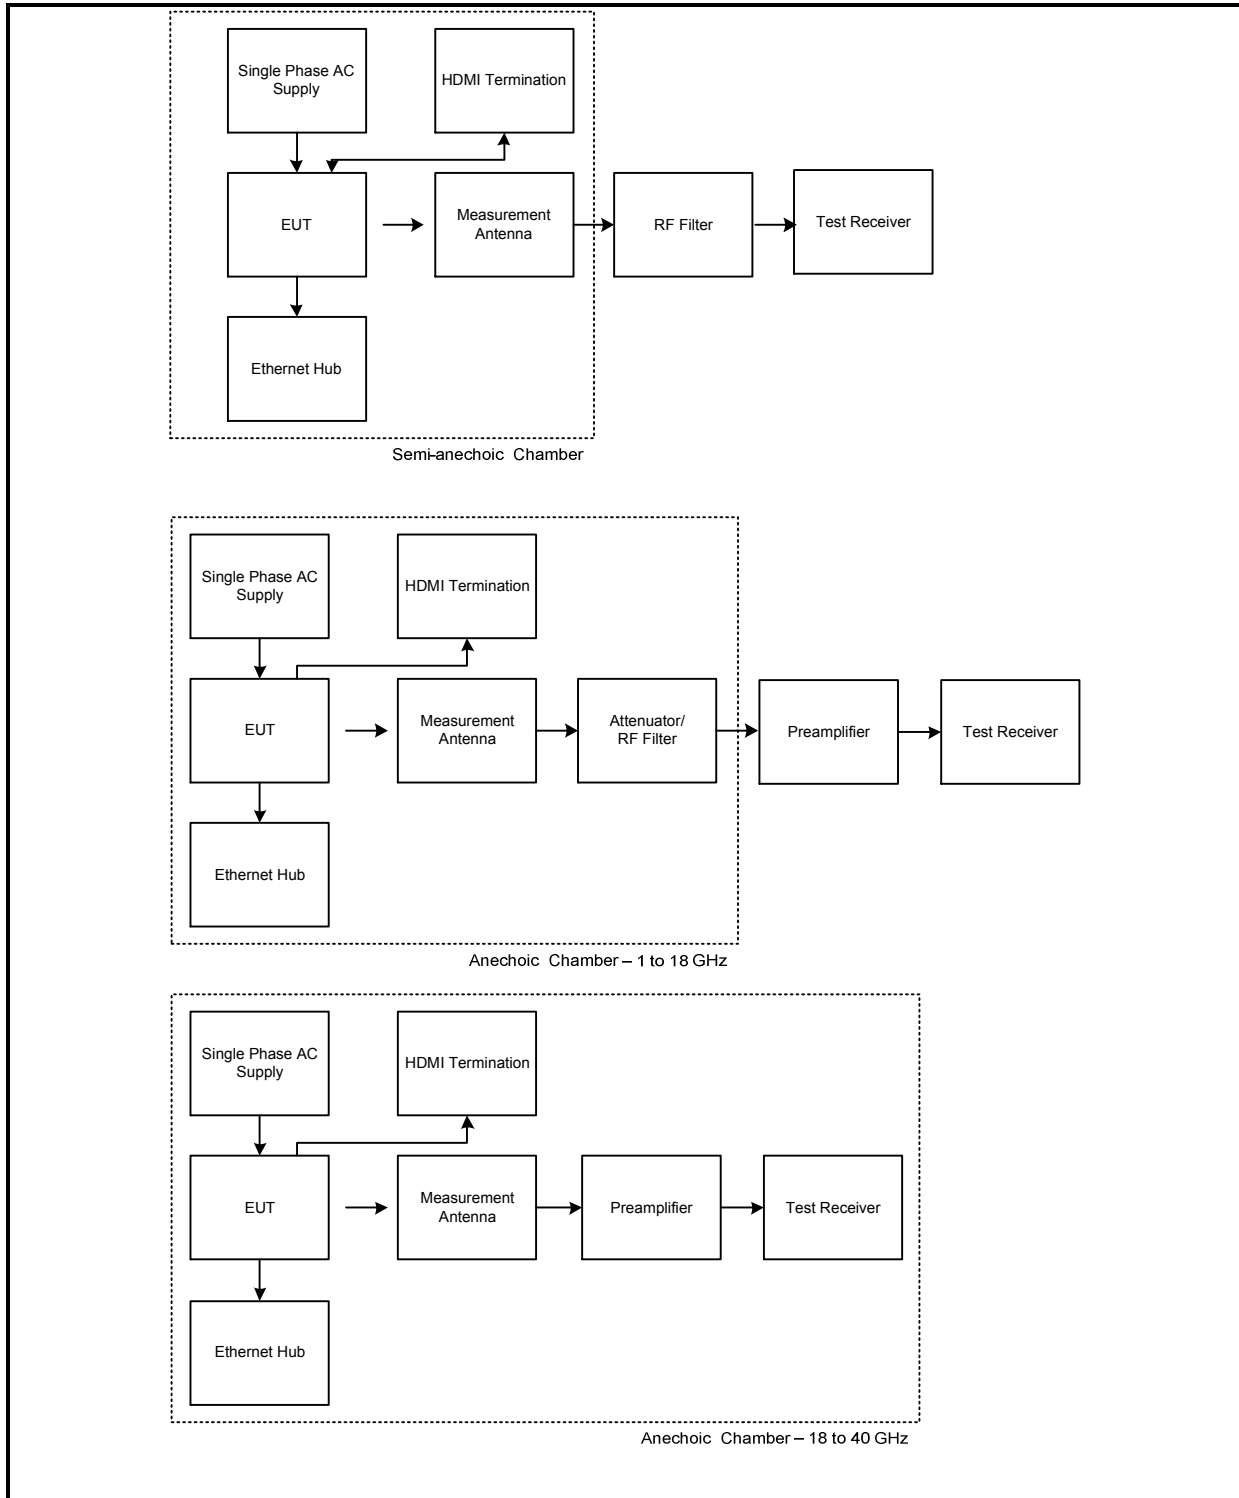 Single Phase AC
Supply
HDMI Termination
EUT
Measurement
Antenna
RF Filter
Test Receiver
Ethernet Hub
Semi-anechoic Chamber
Single Phase AC
Supply
HDMI Termination
EUT
Measurement
Antenna
Attenuator/
RF Filter
Preamplifier
Test Receiver
Ethernet Hub
Anechoic Chamber – 1 to 18 GHz
Single Phase AC
Supply
HDMI Termination
EUT
Measurement
Antenna
Preamplifier
Test Receiver
Ethernet Hub
Anechoic Chamber – 18 to 40 GHz